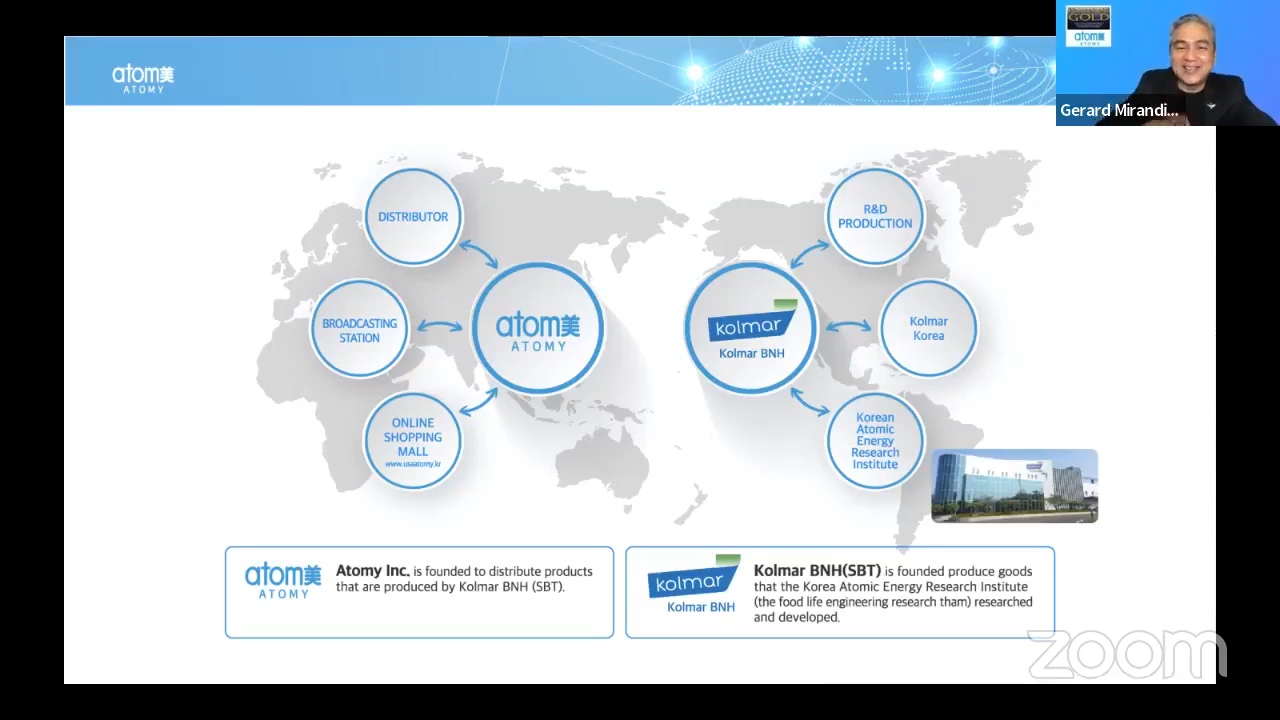 atom美
ATOMY
GOLD
atom美
ATOMY
Gerard Mirandi...
DISTRIBUTOR
BROADCASTING
STATION
ONLINE
SHOPPING
MALL
www.usaatomy.kr
atom美
ATOMY
kolmar
Kolmar BNH
R&D
PRODUCTION
Kolmar
Korea
Korean
Atomic
Energy
Research
Institute
atom美
ATOMY
Atomy Inc. is founded to distribute products
that are produced by Kolmar BNH (SBT).
kolmar
Kolmar BNH
Kolmar BNH(SBT) is founded produce goods
that the Korea Atomic Energy Research Institute
(the food life engineering research tham) researched
and developed.
zoom